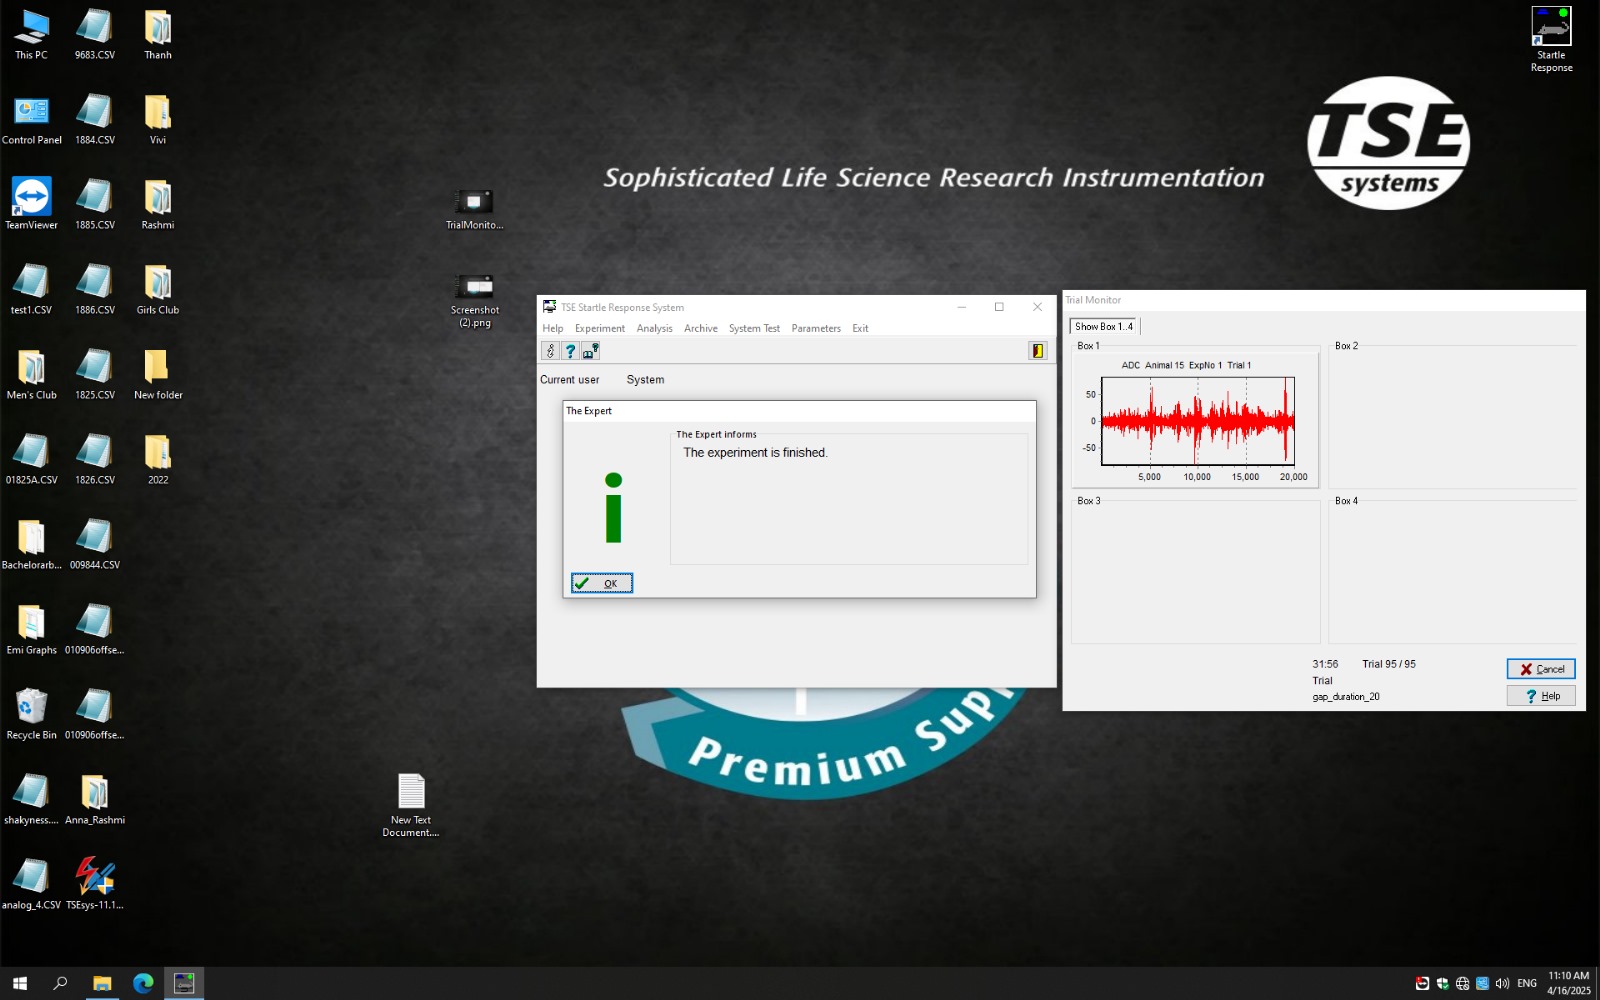 This PC
9683.CSV
Thanh
Startle
Response
Control Panel
1884.CSV
Vivi
TSE
systems
Sophisticated Life Science Research Instrumentation
TeamViewer
1885.CSV
Rashmi
TrialMonito...
test1.CSV
1886.CSV
Girls Club
Screenshot
(2).png
Men's Club
1825.CSV
New folder
01825A.CSV
1826.CSV
2022
Bachelorarb...
009844.CSV
Emi Graphs
010906offse...
Recycle Bin
010906offse...
shakyness....
Anna_Rashmi
New Text
Document....
analog_4.CSV
TSEsys-11.1...
TSE Startle Response System
Help Experiment Analysis Archive System Test Parameters Exit
Current user System
The Expert
The Expert informs
The experiment is finished.
OK
Trial Monitor
Show Box 1..4
Box 1
Box 2
ADC Animal 15 ExpNo 1 Trial 1
50
0
-50
5,000 10,000 15,000 20,000
Box 3
Box 4
31:56 Trial 95 / 95
Trial
gap_duration_20
Cancel
Help
Premium Sup
ENG
11:10 AM
4/16/2025